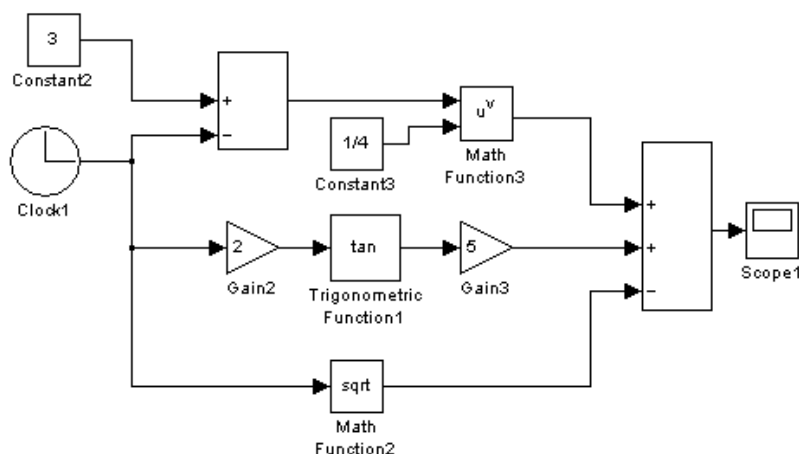 3
Constant2
+
−
Clock1
1/4
Constant3
u^v
Math
Function3
2
Gain2
tan
Trigonometric
Function1
5
Gain3
sqrt
Math
Function2
+
+
−
Scope1